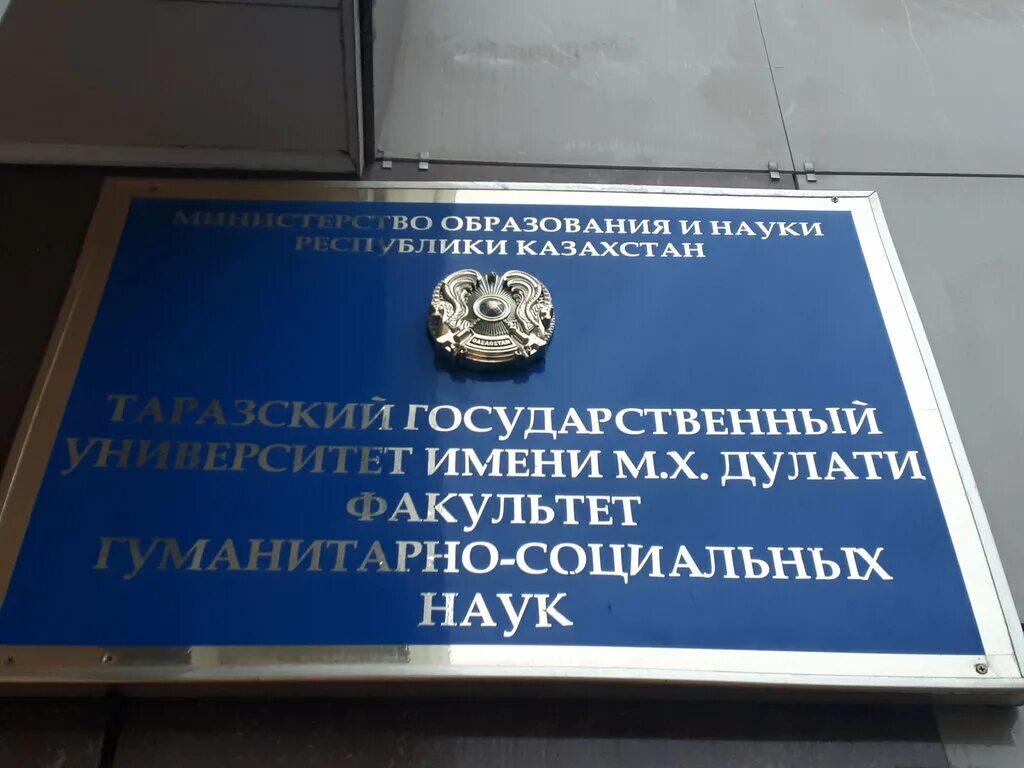 МИНИСТЕРСТВО ОБРАЗОВАНИЯ И НАУКИ
РЕСПУБЛИКИ КАЗАХСТАН
QAZAQSTAN
ТАРАЗСКИЙ ГОСУДАРСТВЕННЫЙ
УНИВЕРСИТЕТ ИМЕНИ М.Х. ДУЛАТИ
ФАКУЛЬТЕТ
ГУМАНИТАРНО-СОЦИАЛЬНЫХ
НАУК